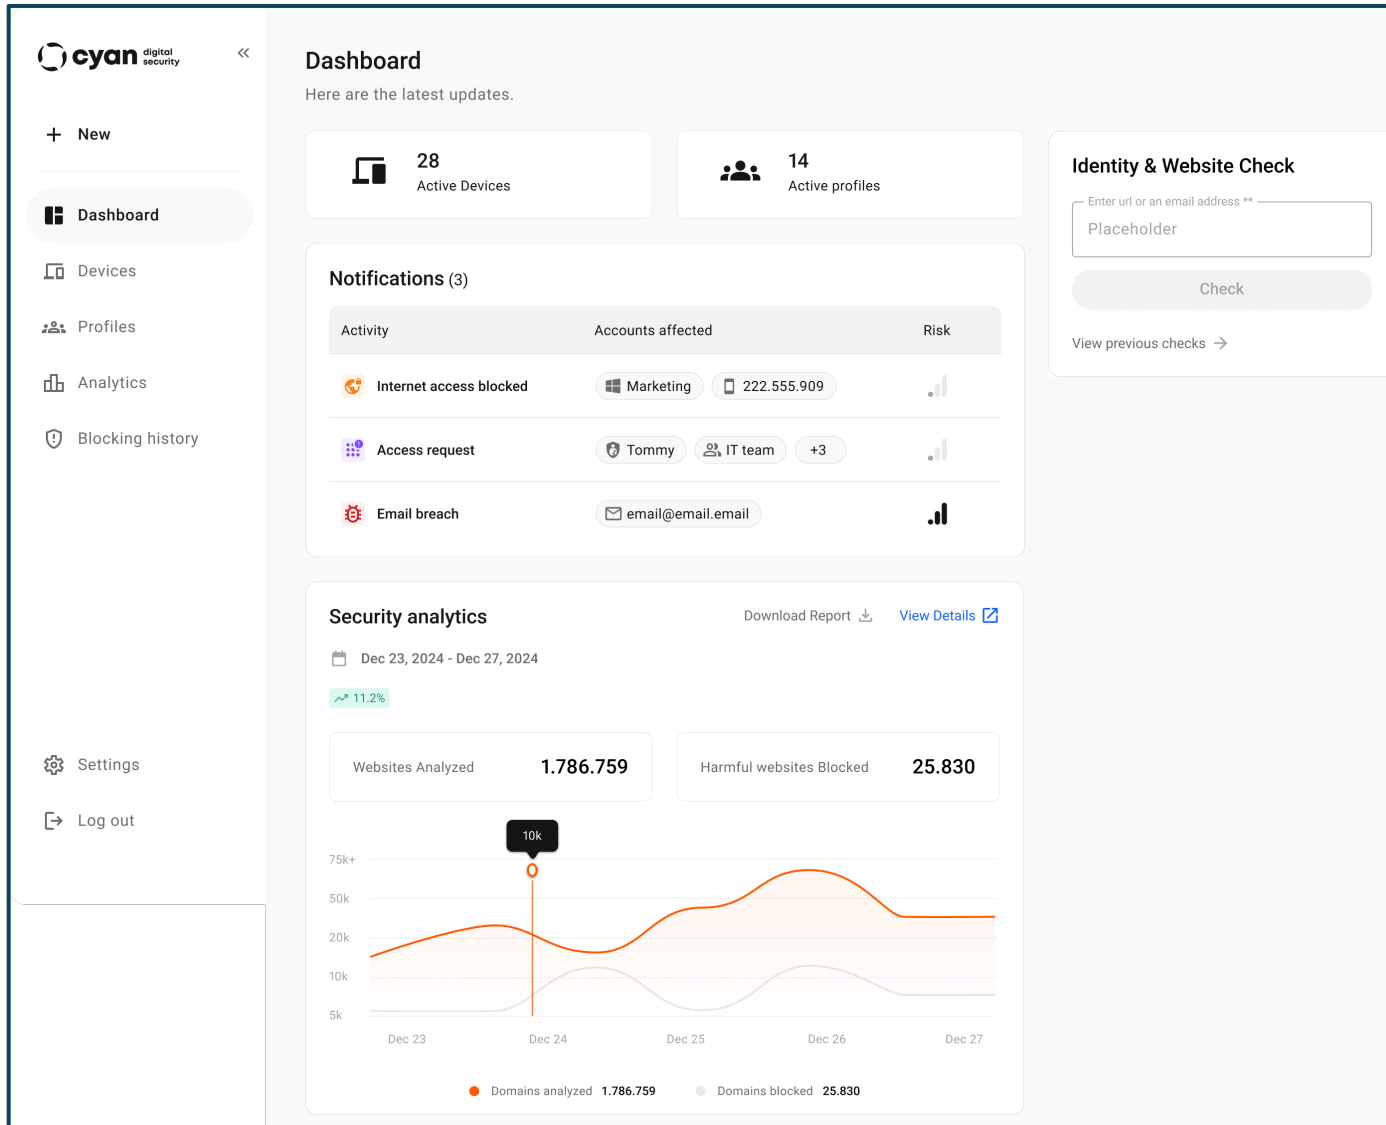 cyan digital security
New
Dashboard
Devices
Profiles
Analytics
Blocking history
Settings
Log out
Dashboard
Here are the latest updates.
28
Active Devices
14
Active profiles
Notifications (3)
Activity Accounts affected Risk
Internet access blocked Marketing 222.555.909
Access request Tommy IT team +3
Email breach email@email.email
Security analytics Download Report View Details
Dec 23, 2024 - Dec 27, 2024
11.2%
Websites Analyzed 1.786.759
Harmful websites Blocked 25.830
10k
75k+
50k
20k
10k
5k
Dec 23 Dec 24 Dec 25 Dec 26 Dec 27
Domains analyzed 1.786.759 Domains blocked 25.830
Identity & Website Check
Enter url or an email address **
Placeholder
Check
View previous checks